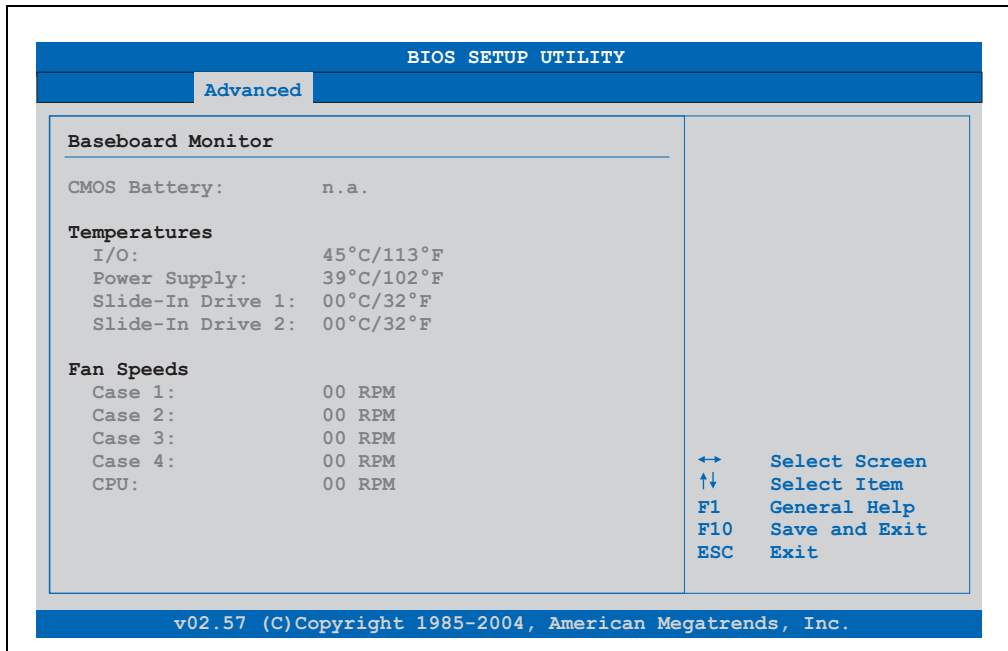 BIOS SETUP UTILITY
Advanced
Baseboard Monitor
CMOS Battery: n.a.
Temperatures
I/O: 45°C/113°F
Power Supply: 39°C/102°F
Slide-In Drive 1: 00°C/32°F
Slide-In Drive 2: 00°C/32°F
Fan Speeds
Case 1: 00 RPM
Case 2: 00 RPM
Case 3: 00 RPM
Case 4: 00 RPM
CPU: 00 RPM
↔ Select Screen
↑↓ Select Item
F1 General Help
F10 Save and Exit
ESC Exit
v02.57 (C)Copyright 1985-2004, American Megatrends, Inc.